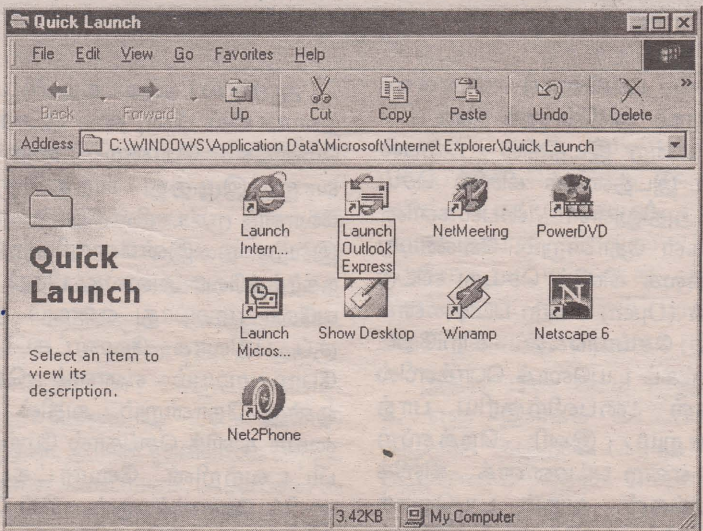 Quick Launch
File Edit View Go Favorites Help
Back Forward Up Cut Copy Paste Undo Delete »
Address C:\WINDOWS\Application Data\Microsoft\Internet Explorer\Quick Launch
Quick
Launch
Select an item to
view its
description.
Launch
Intern...
Launch
Outlook
Express
NetMeeting
PowerDVD
Launch
Micros...
Show Desktop
Winamp
N
Netscape 6
Net2Phone
3.42KB My Computer